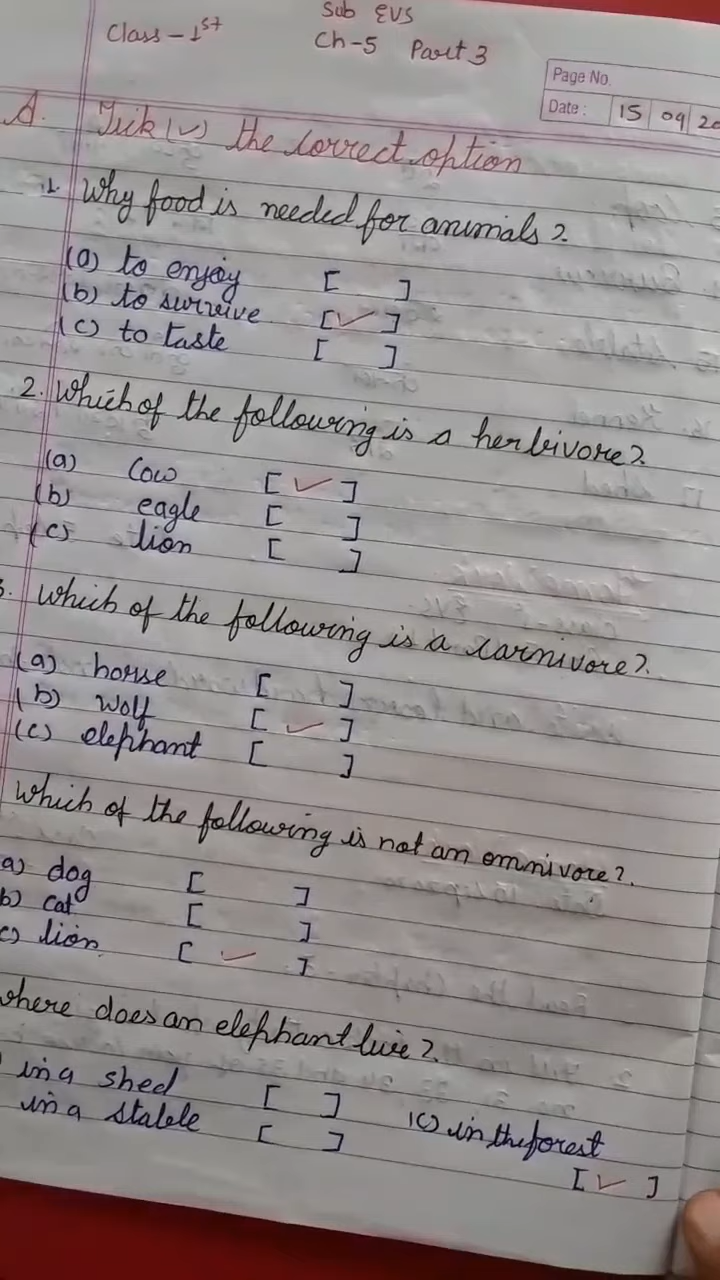 Sub EVS
Class - 1st
Ch-5 Part 3
Page No.
Date: 15 09 20
A. Tick (✓) the correct option
1. Why food is needed for animals?
(a) to enjoy [ ]
(b) to survive [✓]
(c) to taste [ ]
2. Which of the following is a herbivore?
(a) Cow [✓]
(b) eagle [ ]
(c) lion [ ]
3. Which of the following is a carnivore?
(a) horse [ ]
(b) wolf [✓]
(c) elephant [ ]
Which of the following is not an omnivore?
a) dog [ ]
b) cat [ ]
c) lion [✓]
where does an elephant live?
) in a shed [ ]
in a stable [ ]
(c) in the forest
[✓]